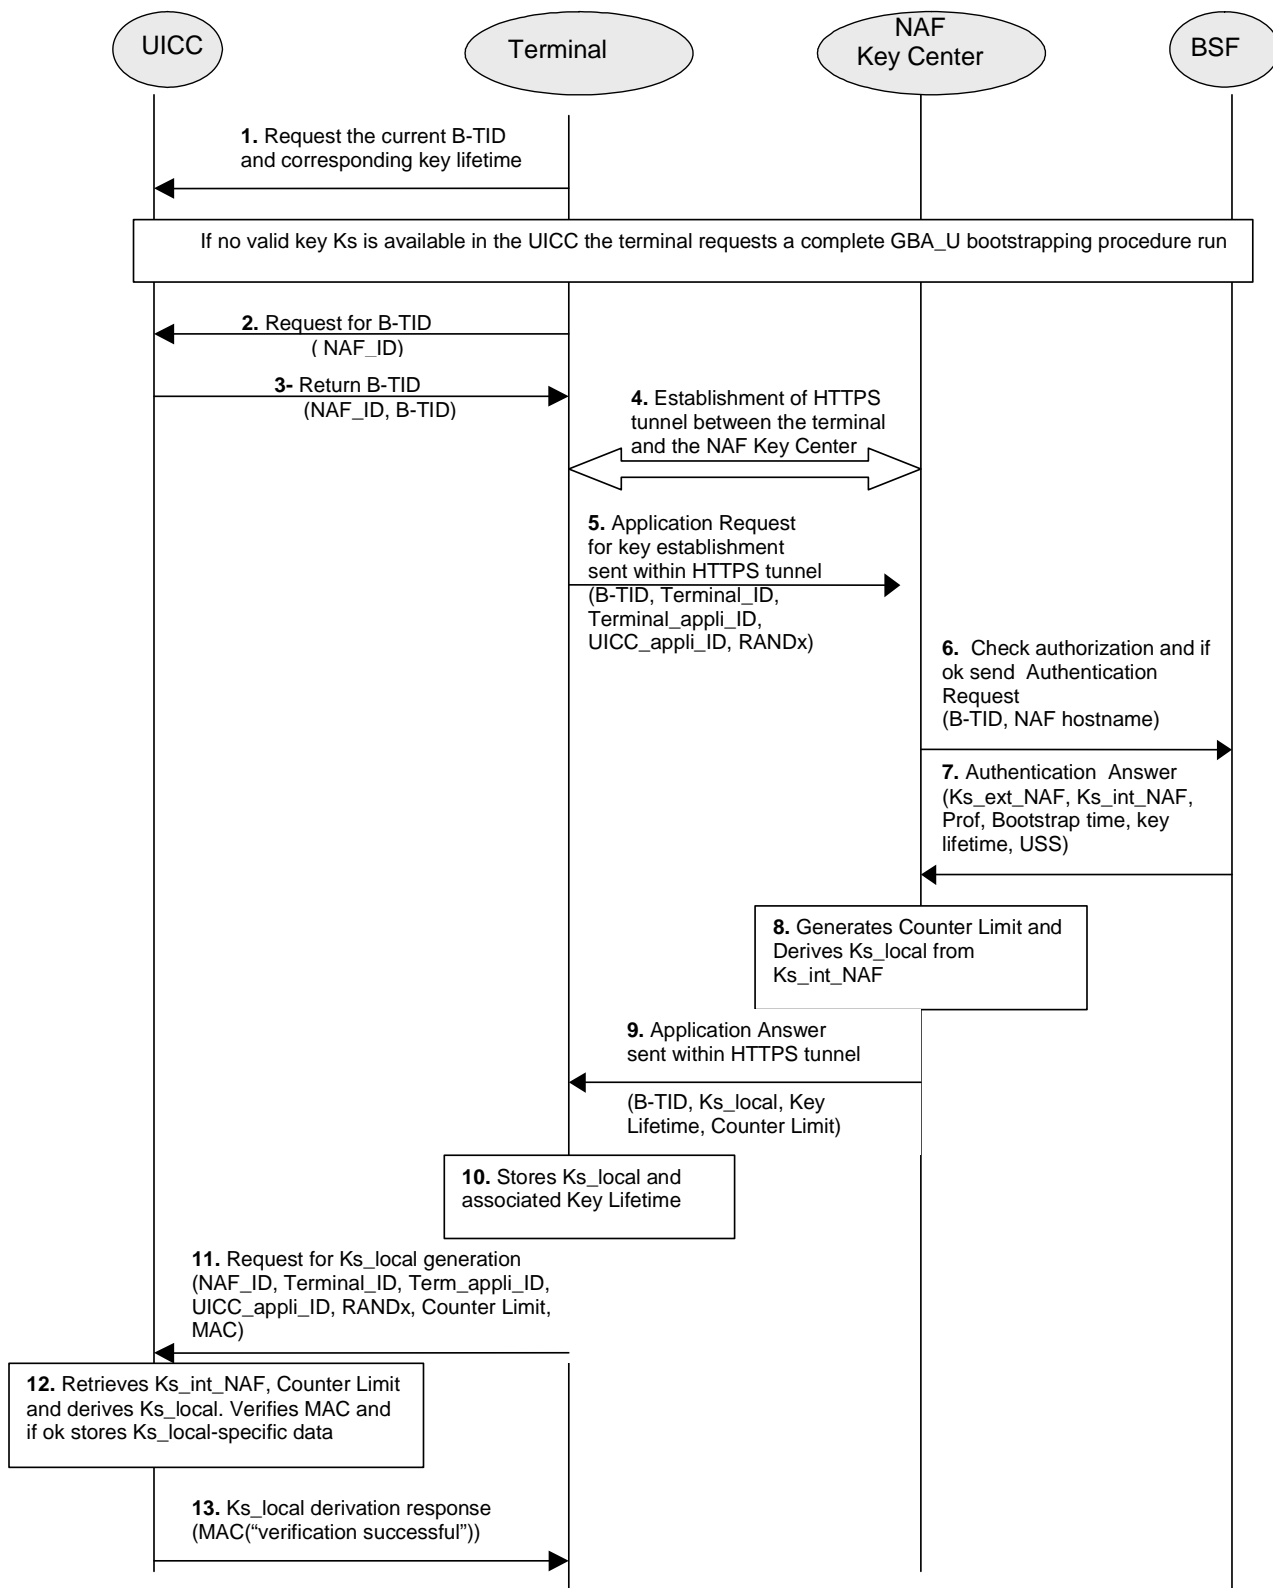 UICC
Terminal
NAF
Key Center
BSF
1. Request the current B-TID
and corresponding key lifetime
If no valid key Ks is available in the UICC the terminal requests a complete GBA_U bootstrapping procedure run
2. Request for B-TID
( NAF_ID)
3- Return B-TID
(NAF_ID, B-TID)
4. Establishment of HTTPS
tunnel between the terminal
and the NAF Key Center
5. Application Request
for key establishment
sent within HTTPS tunnel
(B-TID, Terminal_ID,
Terminal_appli_ID,
UICC_appli_ID, RANDx)
6. Check authorization and if
ok send Authentication
Request
(B-TID, NAF hostname)
7. Authentication Answer
(Ks_ext_NAF, Ks_int_NAF,
Prof, Bootstrap time, key
lifetime, USS)
8. Generates Counter Limit and
Derives Ks_local from
Ks_int_NAF
9. Application Answer
sent within HTTPS tunnel
(B-TID, Ks_local, Key
Lifetime, Counter Limit)
10. Stores Ks_local and
associated Key Lifetime
11. Request for Ks_local generation
(NAF_ID, Terminal_ID, Term_appli_ID,
UICC_appli_ID, RANDx, Counter Limit,
MAC)
12. Retrieves Ks_int_NAF, Counter Limit
and derives Ks_local. Verifies MAC and
if ok stores Ks_local-specific data
13. Ks_local derivation response
(MAC(“verification successful”))